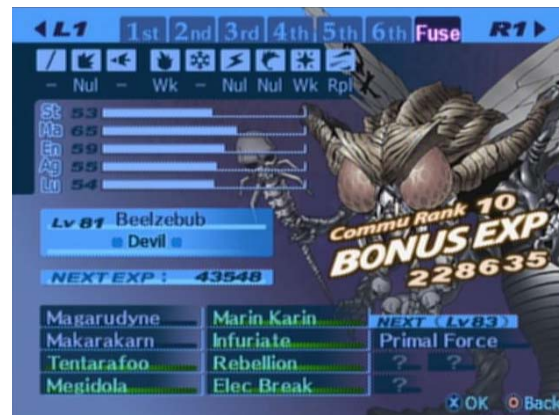 L1 1st 2nd 3rd 4th 5th 6th Fuse R1
- Nul - Wk - Nul Nul Wk Rpl
St 53
Ma 65
En 59
Ag 55
Lu 54
Lv 81 Beelzebub
Devil
NEXT EXP : 43548
Commu Rank 10
BONUS EXP
228635
Magarudyne Marin Karin NEXT (Lv83)
Makarakarn Infuriate Primal Force
Tentarafoo Rebellion ? ?
Megidola Elec Break ?
OK Back